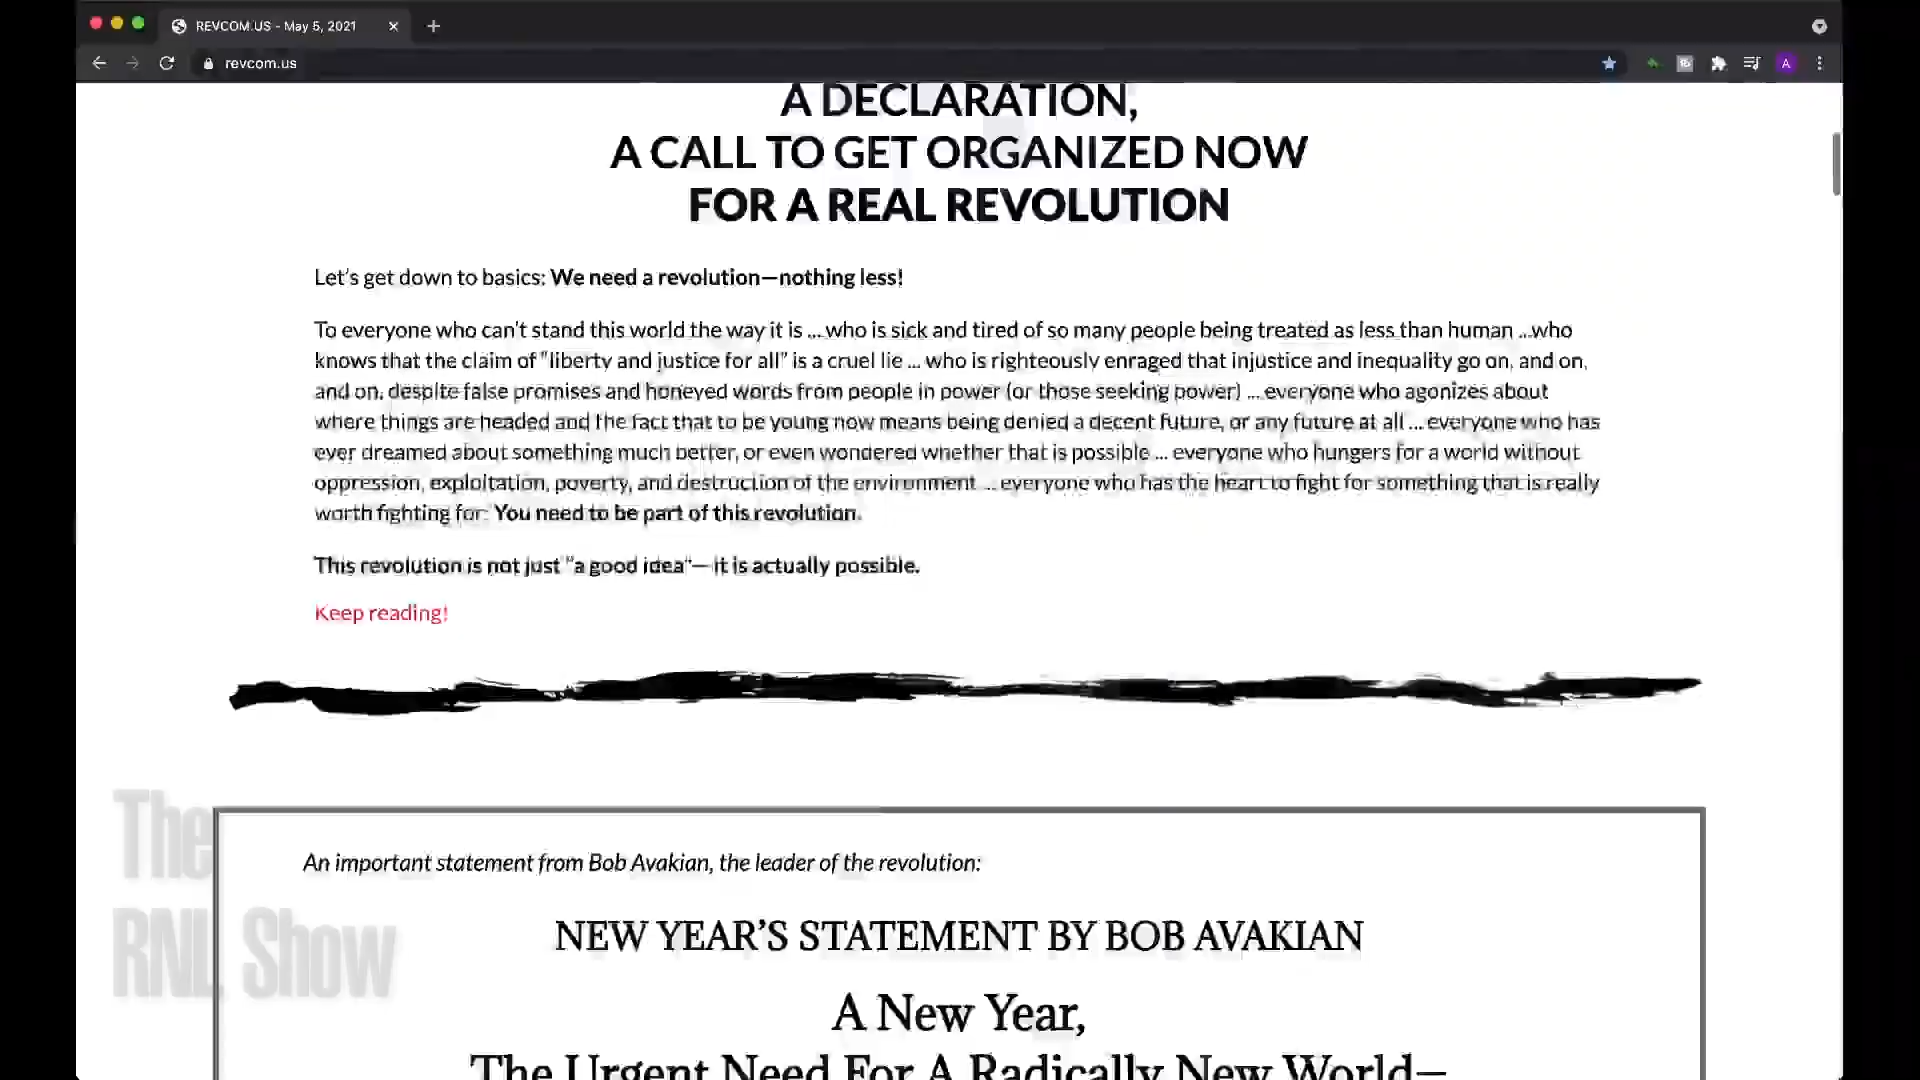 REVCOM.US - May 5, 2021
revcom.us
A
A DECLARATION,
A CALL TO GET ORGANIZED NOW
FOR A REAL REVOLUTION
Let's get down to basics: We need a revolution—nothing less!
To everyone who can't stand this world the way it is ... who is sick and tired of so many people being treated as less than human ...who
knows that the claim of "liberty and justice for all" is a cruel lie ... who is righteously enraged that injustice and inequality go on, and on,
and on, despite false promises and honeyed words from people in power (or those seeking power) ... everyone who agonizes about
where things are headed and the fact that to be young now means being denied a decent future, or any future at all ... everyone who has
ever dreamed about something much better, or even wondered whether that is possible ... everyone who hungers for a world without
oppression, exploitation, poverty, and destruction of the environment ... everyone who has the heart to fight for something that is really
worth fighting for: You need to be part of this revolution.
This revolution is not just "a good idea"—it is actually possible.
Keep reading!
An important statement from Bob Avakian, the leader of the revolution:
NEW YEAR'S STATEMENT BY BOB AVAKIAN
A New Year,
The Urgent Need For A Radically New World—
The
RNL Show